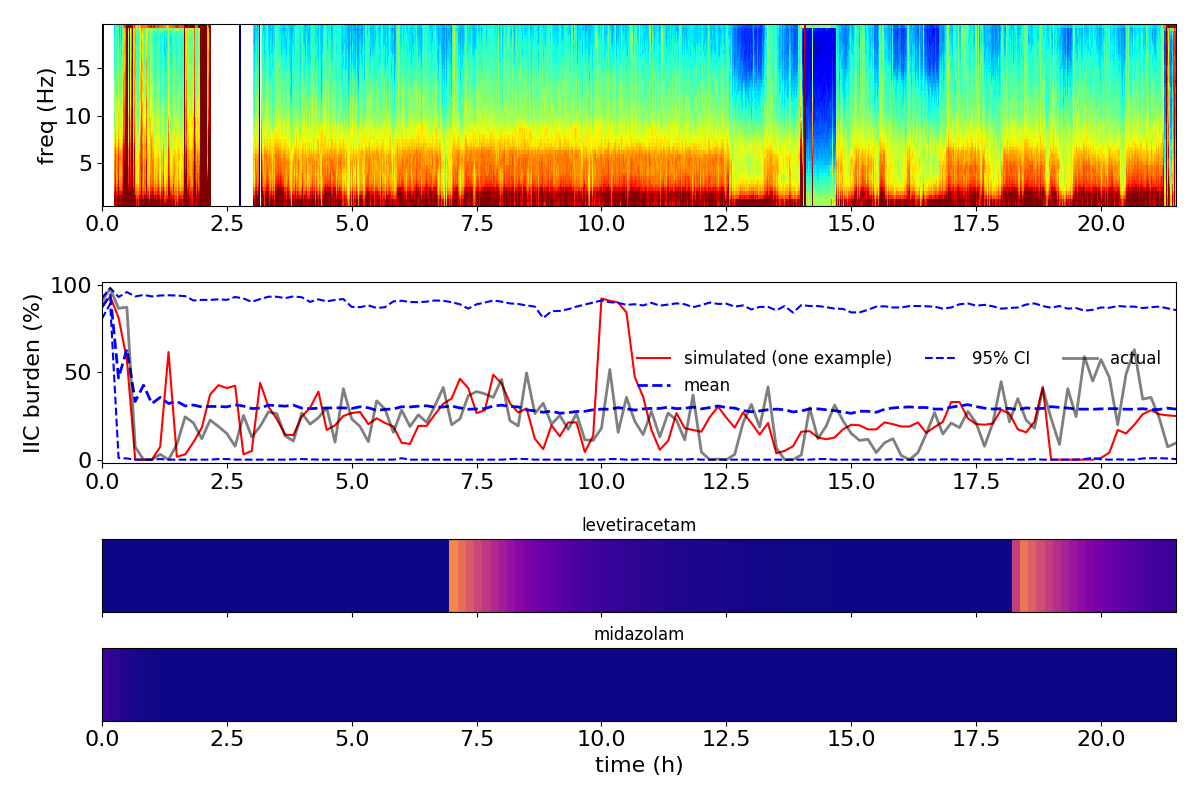 freq (Hz)
15
10
5
0.0 2.5 5.0 7.5 10.0 12.5 15.0 17.5 20.0
IIC burden (%)
100
50
0
simulated (one example) 95% CI actual
mean
0.0 2.5 5.0 7.5 10.0 12.5 15.0 17.5 20.0
levetiracetam
midazolam
0.0 2.5 5.0 7.5 10.0 12.5 15.0 17.5 20.0
time (h)